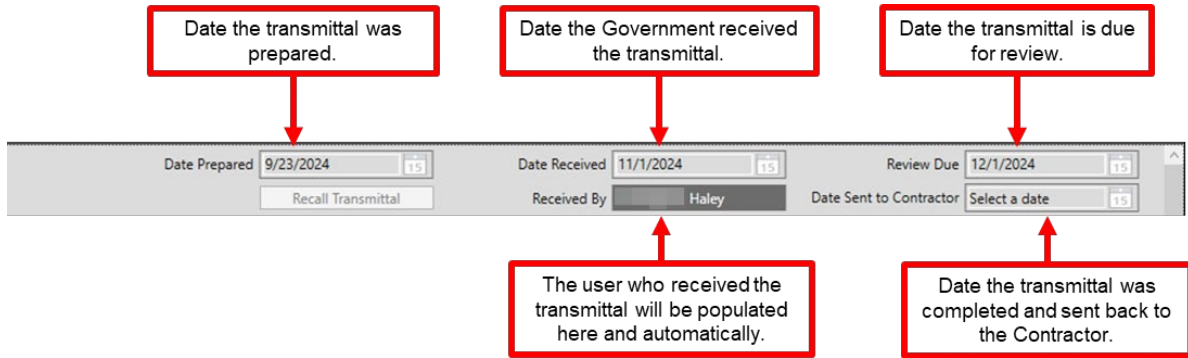 Date the transmittal was
prepared.
Date the Government received
the transmittal.
Date the transmittal is due
for review.
Date Prepared 9/23/2024 15
Date Received 11/1/2024 15
Review Due 12/1/2024 15
Recall Transmittal
Received By Haley
Date Sent to Contractor Select a date 15
The user who received the
transmittal will be populated
here and automatically.
Date the transmittal was
completed and sent back to
the Contractor.